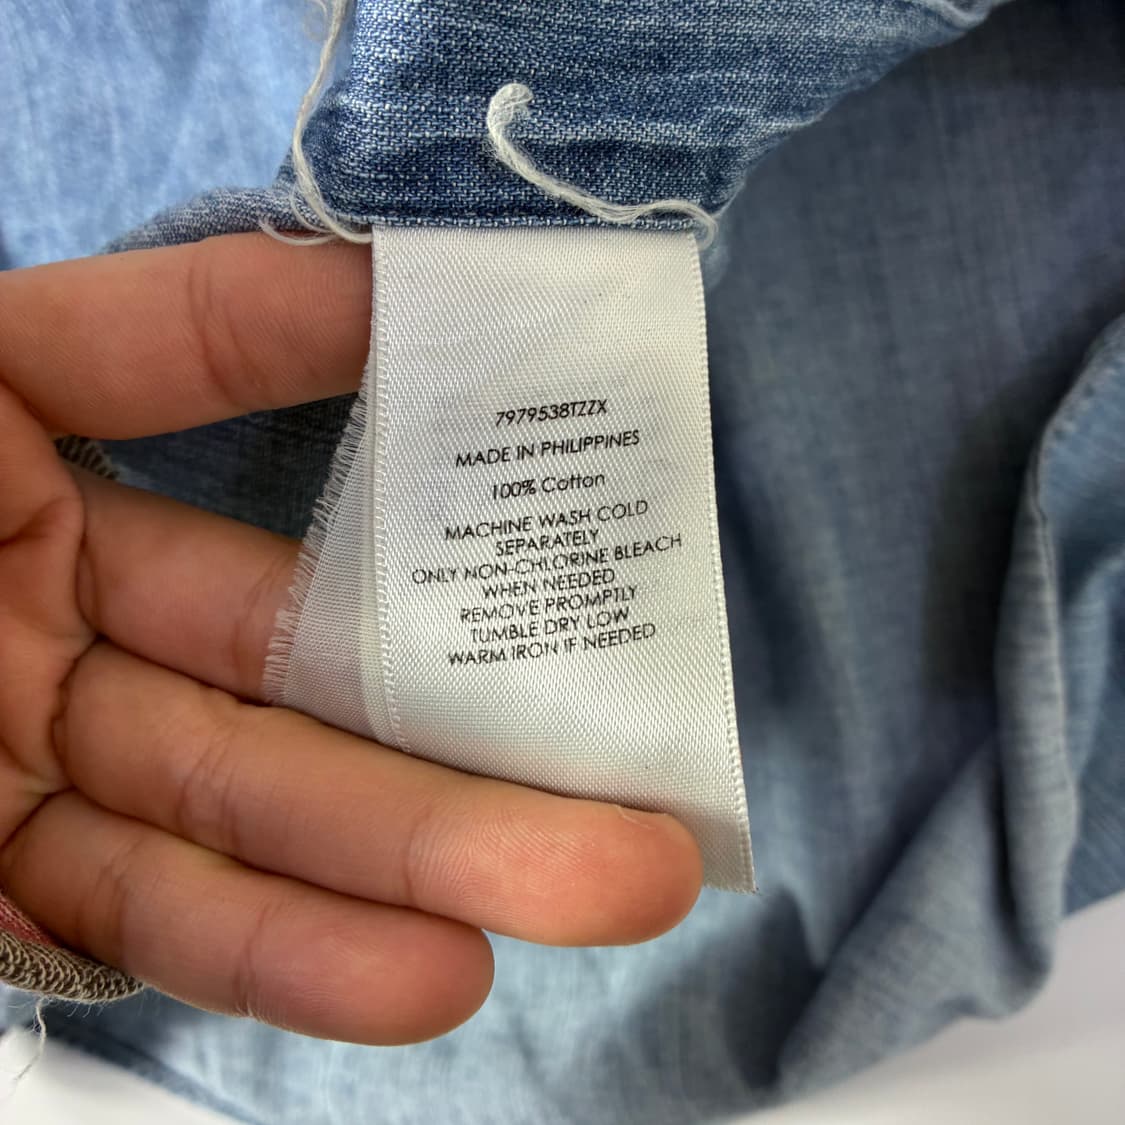 7979538TZZX
MADE IN PHILIPPINES
100% Cotton
MACHINE WASH COLD
SEPARATELY
ONLY NON-CHLORINE BLEACH
WHEN NEEDED
REMOVE PROMPTLY
TUMBLE DRY LOW
WARM IRON IF NEEDED